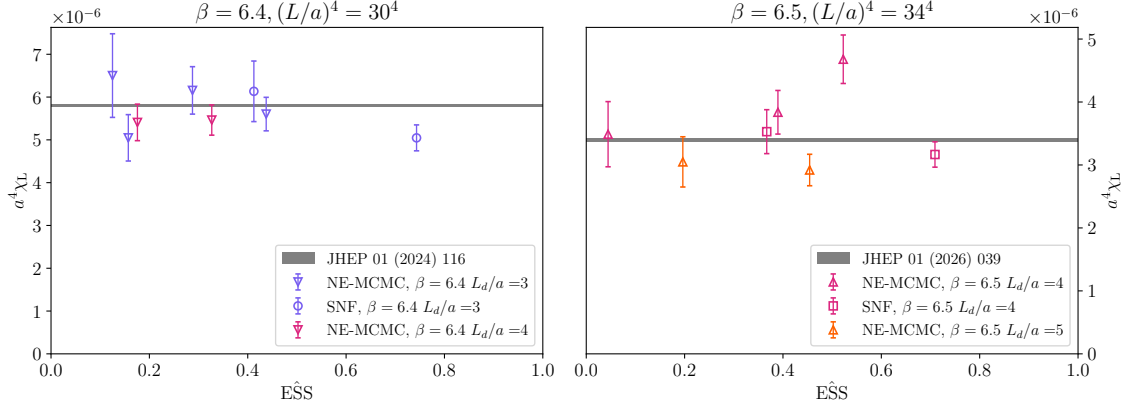 β = 6.4, (L/a)⁴ = 30⁴
×10⁻⁶
7
6
5
4
3
2
1
0
a⁴χ_L
0.0 0.2 0.4 0.6 0.8 1.0
ESŜ
JHEP 01 (2024) 116
NE-MCMC, β = 6.4 L_d/a =3
SNF, β = 6.4 L_d/a =3
NE-MCMC, β = 6.4 L_d/a =4
β = 6.5, (L/a)⁴ = 34⁴
×10⁻⁶
5
4
3
2
1
0
a⁴χ_L
0.0 0.2 0.4 0.6 0.8 1.0
ESŜ
JHEP 01 (2026) 039
NE-MCMC, β = 6.5 L_d/a =4
SNF, β = 6.5 L_d/a =4
NE-MCMC, β = 6.5 L_d/a =5